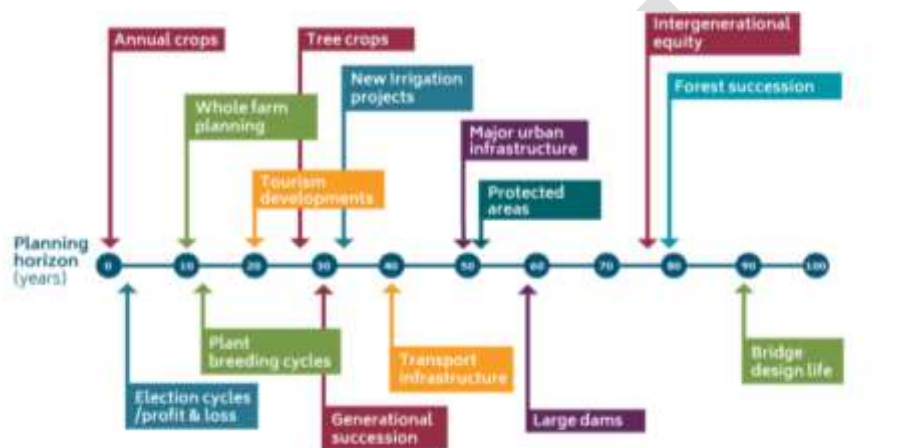 Annual crops
Tree crops
Intergenerational
equity
New Irrigation
projects
Forest succession
Whole farm
planning
Major urban
infrastructure
Tourism
developments
Protected
areas
Planning
horizon
(years)
0 10 20 30 40 50 60 70 80 90 100
Plant
breeding cycles
Transport
infrastructure
Bridge
design life
Election cycles
/profit & loss
Generational
succession
Large dams